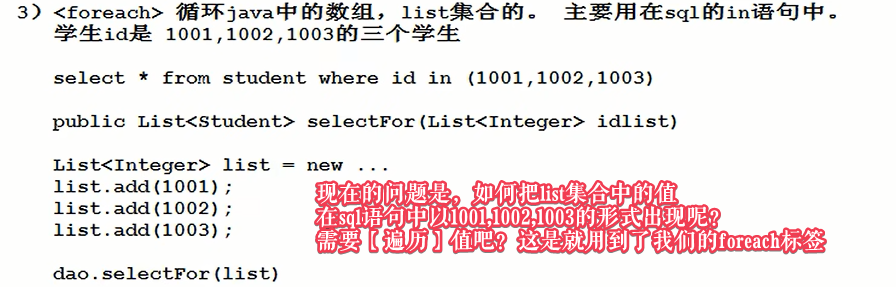 3）<foreach> 循环java中的数组，list集合的。 主要用在sql的in语句中。
学生id是 1001,1002,1003的三个学生
select * from student where id in (1001,1002,1003)
public List<Student> selectFor(List<Integer> idlist)
List<Integer> list = new ...
list.add(1001);
list.add(1002);
list.add(1003);
现在的问题是，如何把list集合中的值
在sql语句中以1001,1002,1003的形式出现呢？
需要【 遍历 】值吧？ 这是就用到了我们的foreach标签
dao.selectFor(list)